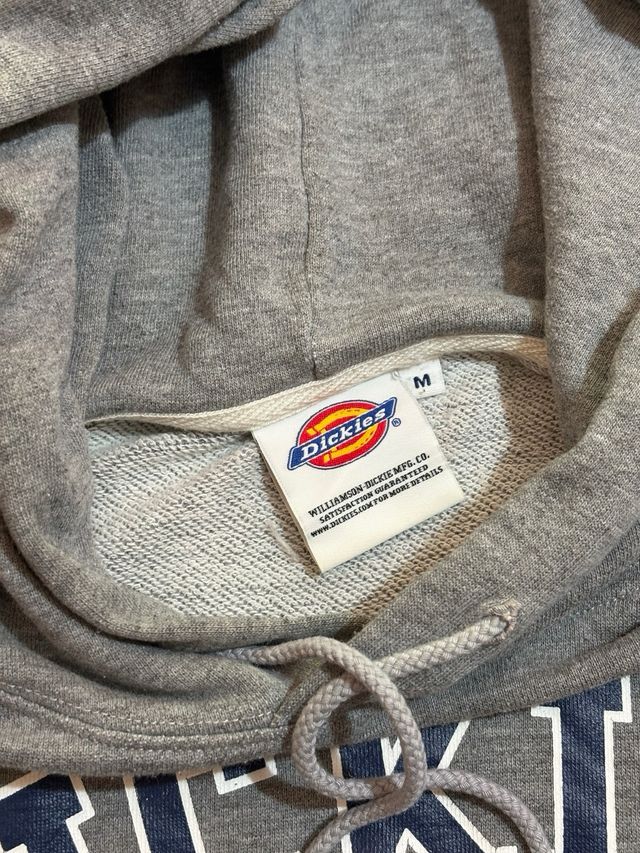 M
Dickies®
WILLIAMSON-DICKIE MFG. CO.
SATISFACTION GUARANTEED
WWW.DICKIES.COM FOR MORE DETAILS